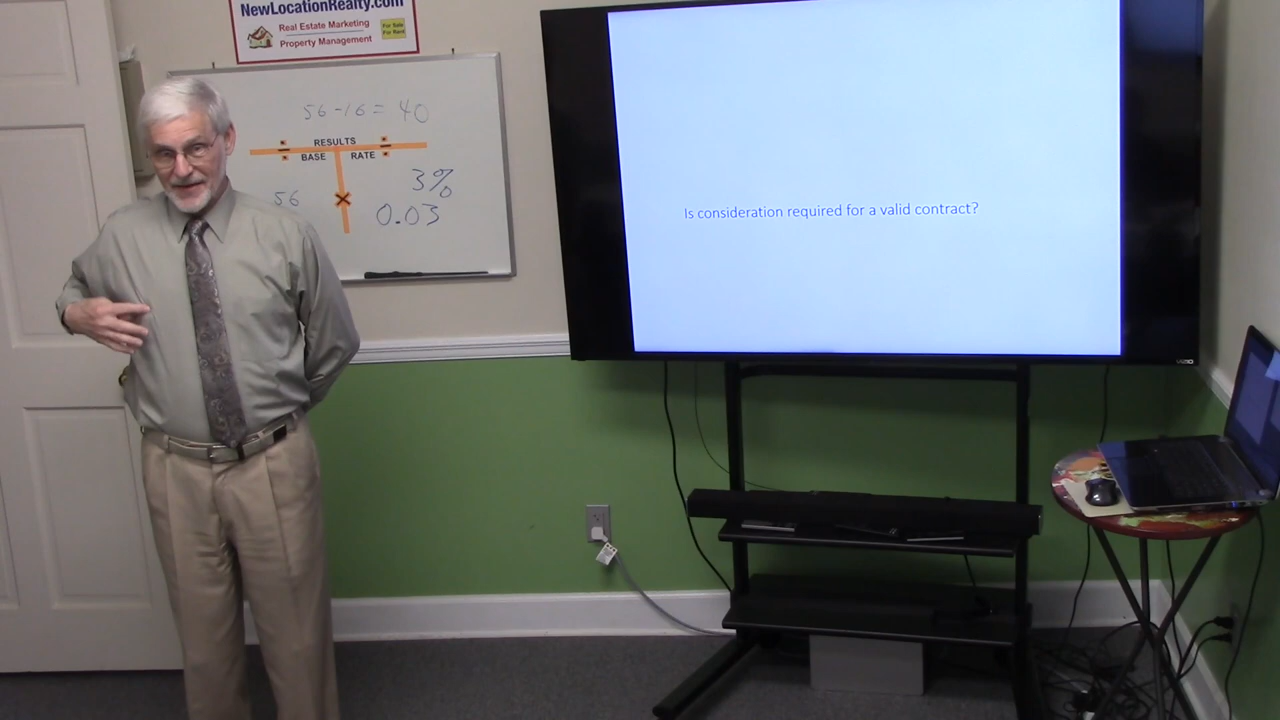 NewLocationRealty.com
Real Estate Marketing
Property Management
For Sale
For Rent
56-16=40
RESULTS
BASE
RATE
56
3%
0.03
Is consideration required for a valid contract?
VIZIO